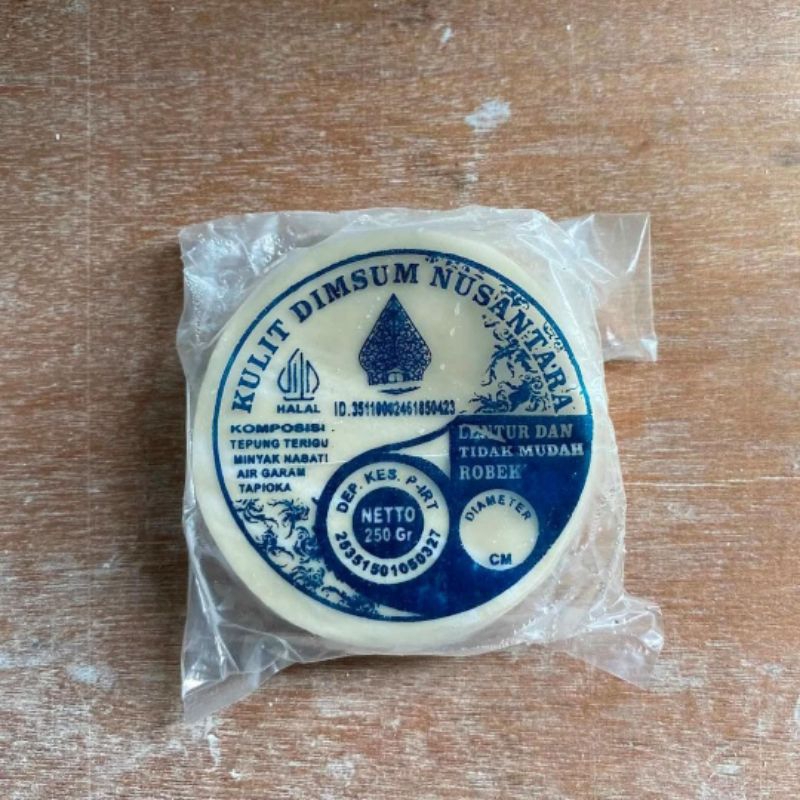 KULIT DIMSUM NUSANTARA
HALAL
ID.35110002461850423
KOMPOSISI
TEPUNG TERIGU
MINYAK NABATI
AIR GARAM
TAPIOKA
LENTUR DAN
TIDAK MUDAH
ROBEK
DEP. KES. P-IRT
NETTO
250 Gr
25351501050327
DIAMETER
CM